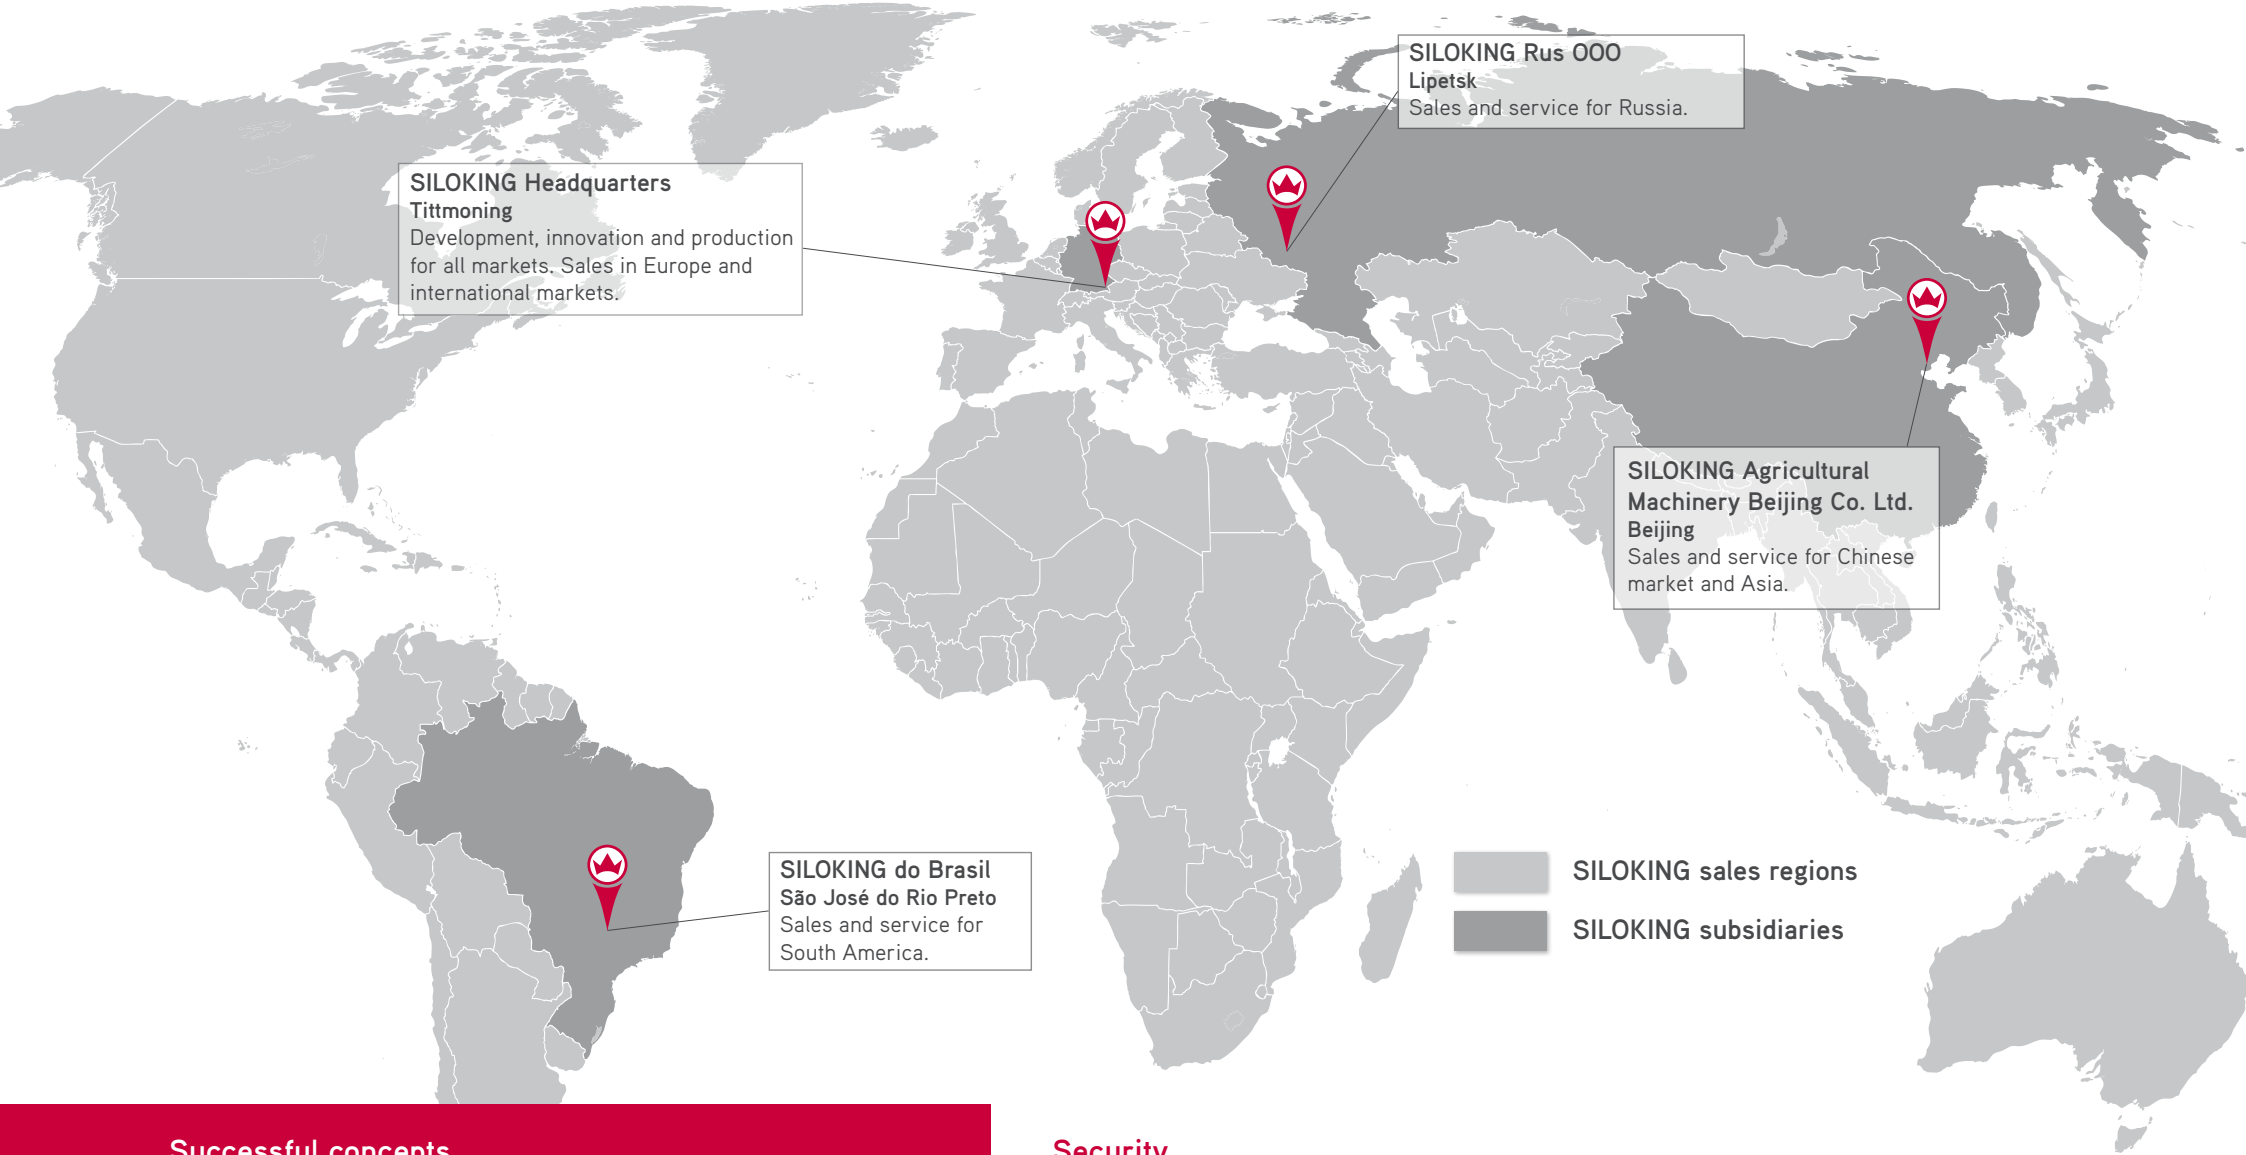 SILOKING Rus OOO
Lipetsk
Sales and service for Russia.
SILOKING Headquarters
Tittmoning
Development, innovation and production
for all markets. Sales in Europe and
international markets.
SILOKING Agricultural
Machinery Beijing Co. Ltd.
Beijing
Sales and service for Chinese
market and Asia.
SILOKING do Brasil
São José do Rio Preto
Sales and service for
South America.
SILOKING sales regions
SILOKING subsidiaries
Successful concepts
Security